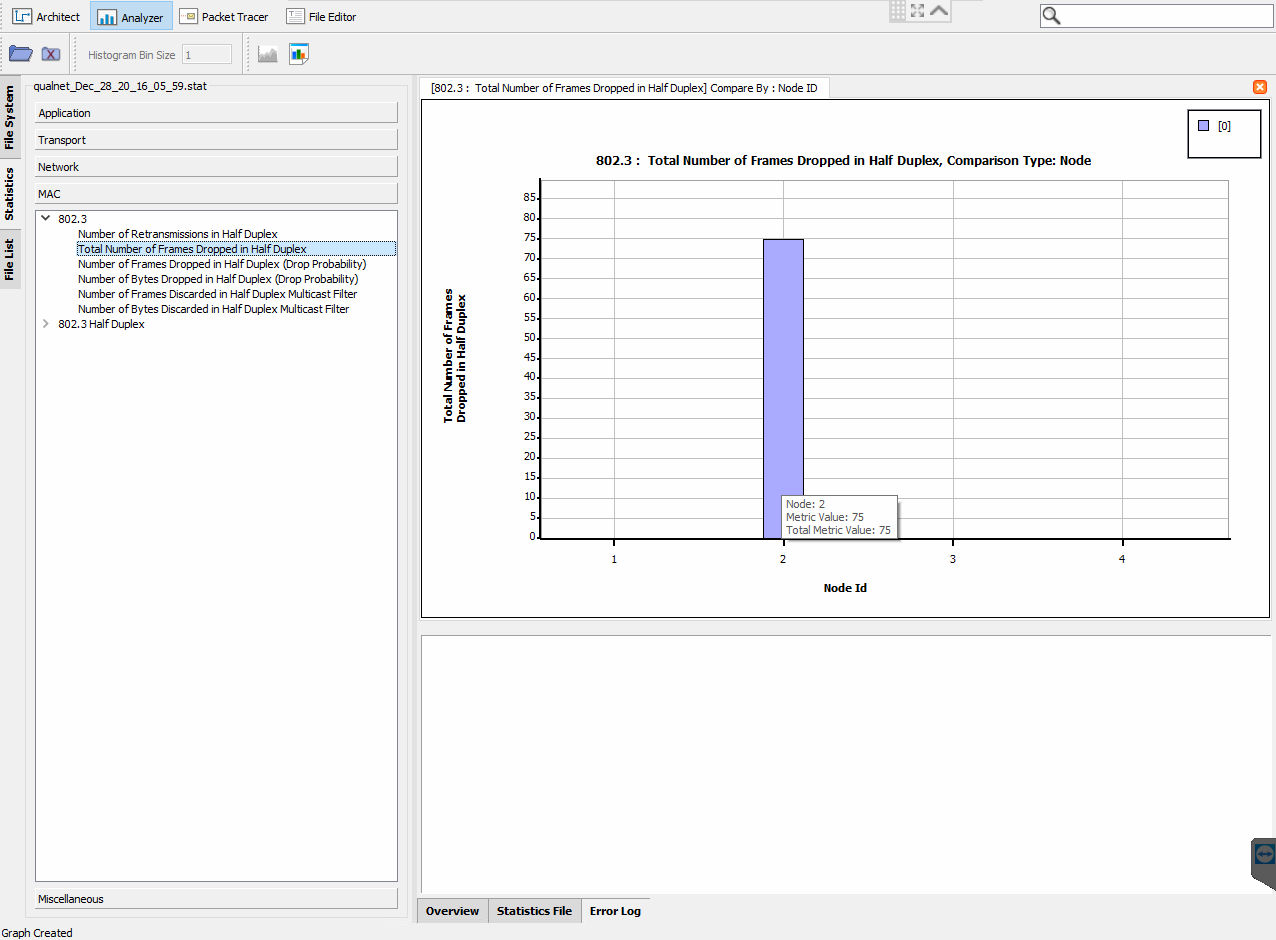 Architect
Analyzer
Packet Tracer
File Editor
Histogram Bin Size
1
File System
Statistics
File List
qualnet_Dec_28_20_16_05_59.stat
Application
Transport
Network
MAC
802.3
Number of Retransmissions in Half Duplex
Total Number of Frames Dropped in Half Duplex
Number of Frames Dropped in Half Duplex (Drop Probability)
Number of Bytes Dropped in Half Duplex (Drop Probability)
Number of Frames Discarded in Half Duplex Multicast Filter
Number of Bytes Discarded in Half Duplex Multicast Filter
802.3 Half Duplex
Miscellaneous
[802.3 : Total Number of Frames Dropped in Half Duplex] Compare By : Node ID
[0]
802.3 : Total Number of Frames Dropped in Half Duplex, Comparison Type: Node
Total Number of Frames
Dropped in Half Duplex
85
80
75
70
65
60
55
50
45
40
35
30
25
20
15
10
5
0
Node: 2
Metric Value: 75
Total Metric Value: 75
1
2
3
4
Node Id
Overview
Statistics File
Error Log
Graph Created